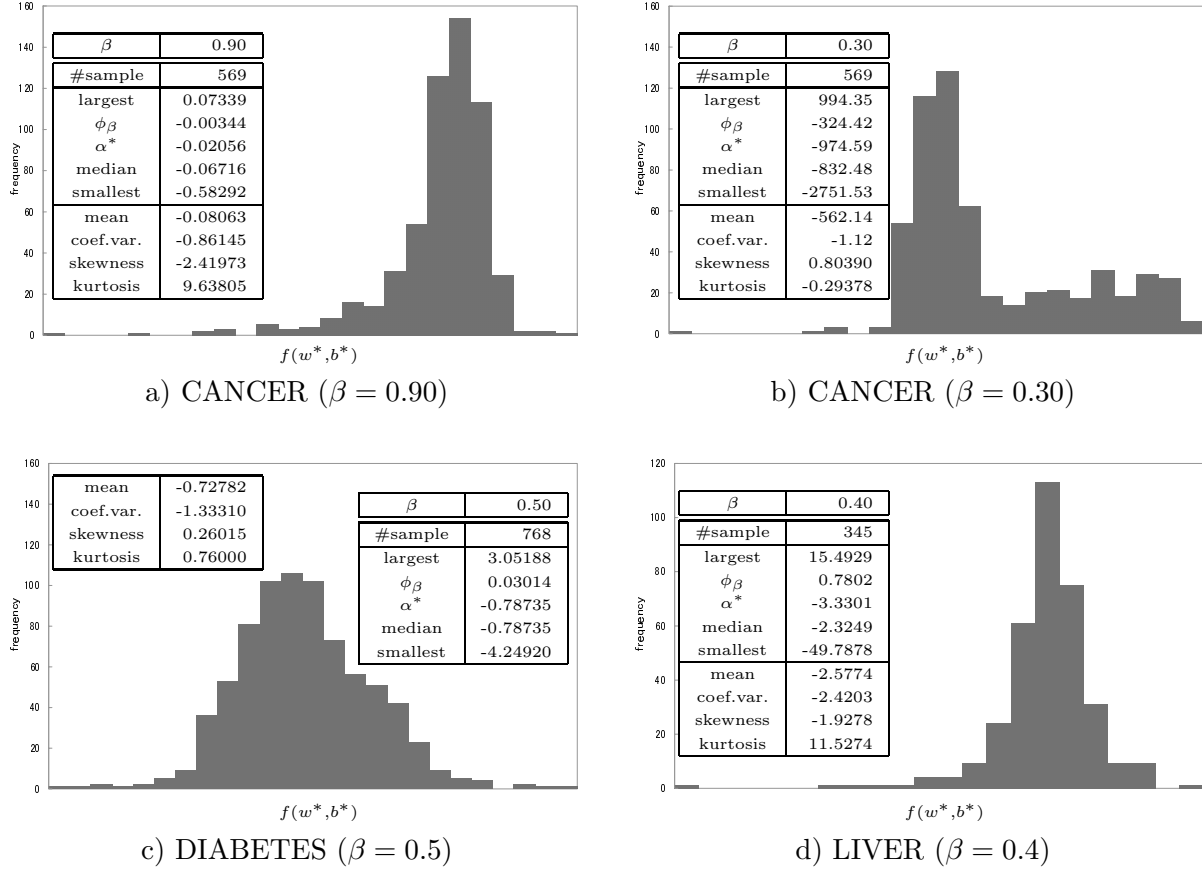 160
140
120
100
80
60
40
20
0
frequency
β 0.90
#sample 569
largest 0.07339
ϕβ -0.00344
α* -0.02056
median -0.06716
smallest -0.58292
mean -0.08063
coef.var. -0.86145
skewness -2.41973
kurtosis 9.63805
f(w*,b*)
a) CANCER (β = 0.90)
160
140
120
100
80
60
40
20
0
frequency
β 0.30
#sample 569
largest 994.35
ϕβ -324.42
α* -974.59
median -832.48
smallest -2751.53
mean -562.14
coef.var. -1.12
skewness 0.80390
kurtosis -0.29378
f(w*,b*)
b) CANCER (β = 0.30)
160
140
120
100
80
60
40
20
0
frequency
mean -0.72782
coef.var. -1.33310
skewness 0.26015
kurtosis 0.76000
β 0.50
#sample 768
largest 3.05188
ϕβ 0.03014
α* -0.78735
median -0.78735
smallest -4.24920
f(w*,b*)
c) DIABETES (β = 0.5)
120
100
80
60
40
20
0
frequency
β 0.40
#sample 345
largest 15.4929
ϕβ 0.7802
α* -3.3301
median -2.3249
smallest -49.7878
mean -2.5774
coef.var. -2.4203
skewness -1.9278
kurtosis 11.5274
f(w*,b*)
d) LIVER (β = 0.4)